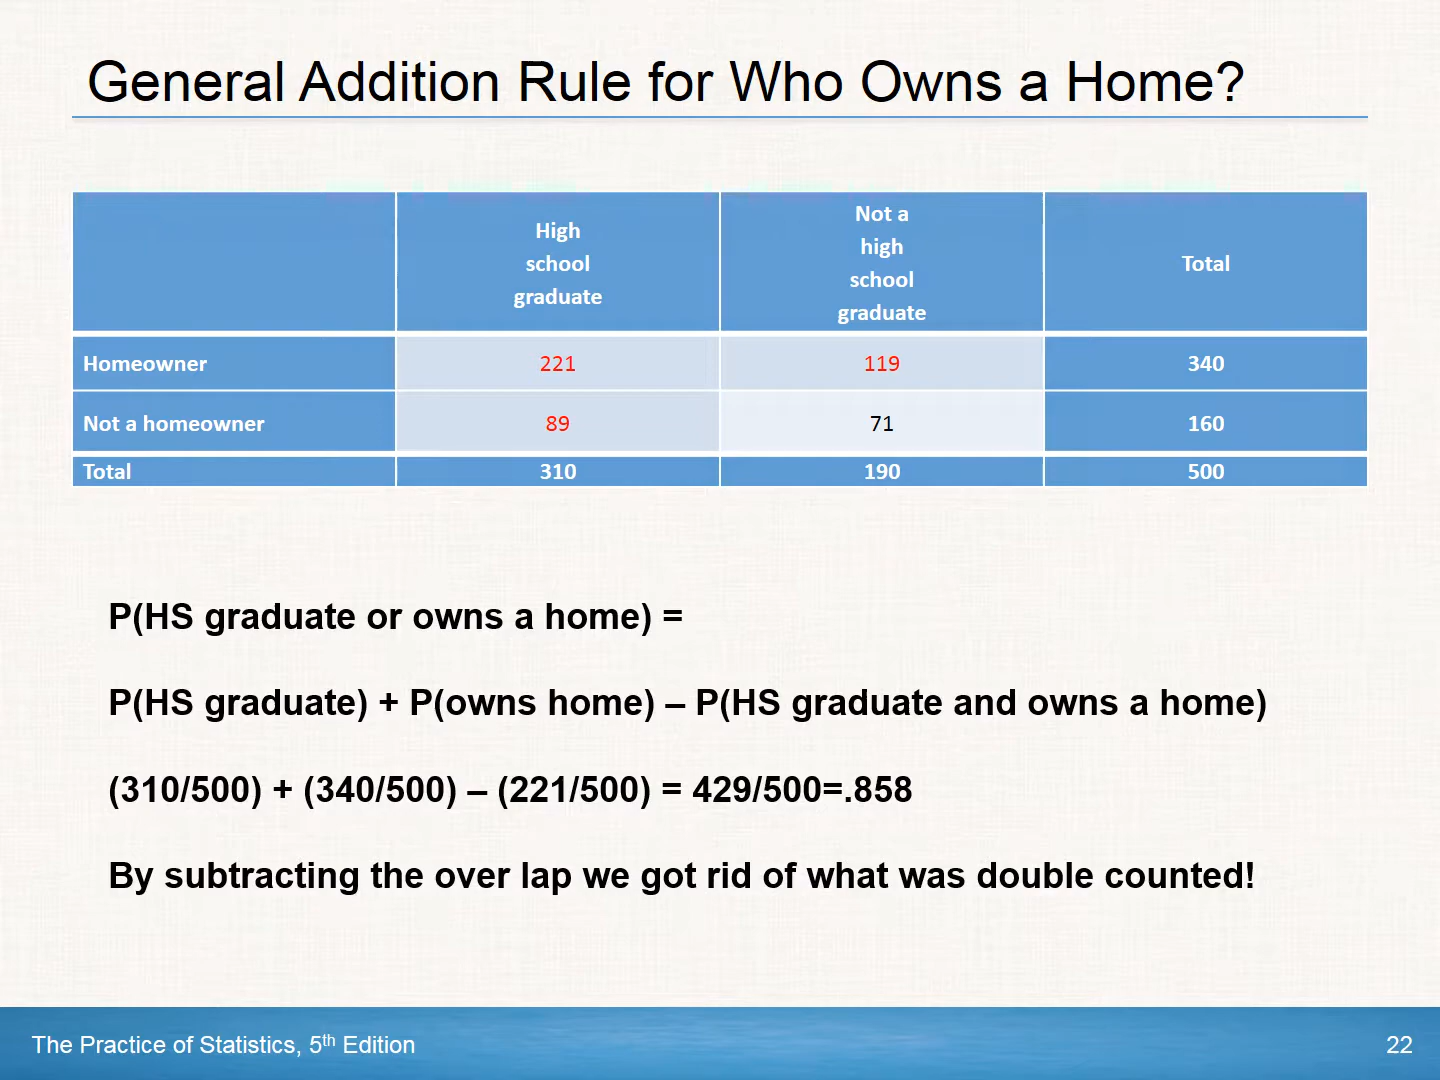 General Addition Rule for Who Owns a Home?
High
school
graduate
Not a
high
school
graduate
Total
Homeowner 221 119 340
Not a homeowner 89 71 160
Total 310 190 500
P(HS graduate or owns a home) =
P(HS graduate) + P(owns home) – P(HS graduate and owns a home)
(310/500) + (340/500) – (221/500) = 429/500=.858
By subtracting the over lap we got rid of what was double counted!
The Practice of Statistics, 5th Edition 22